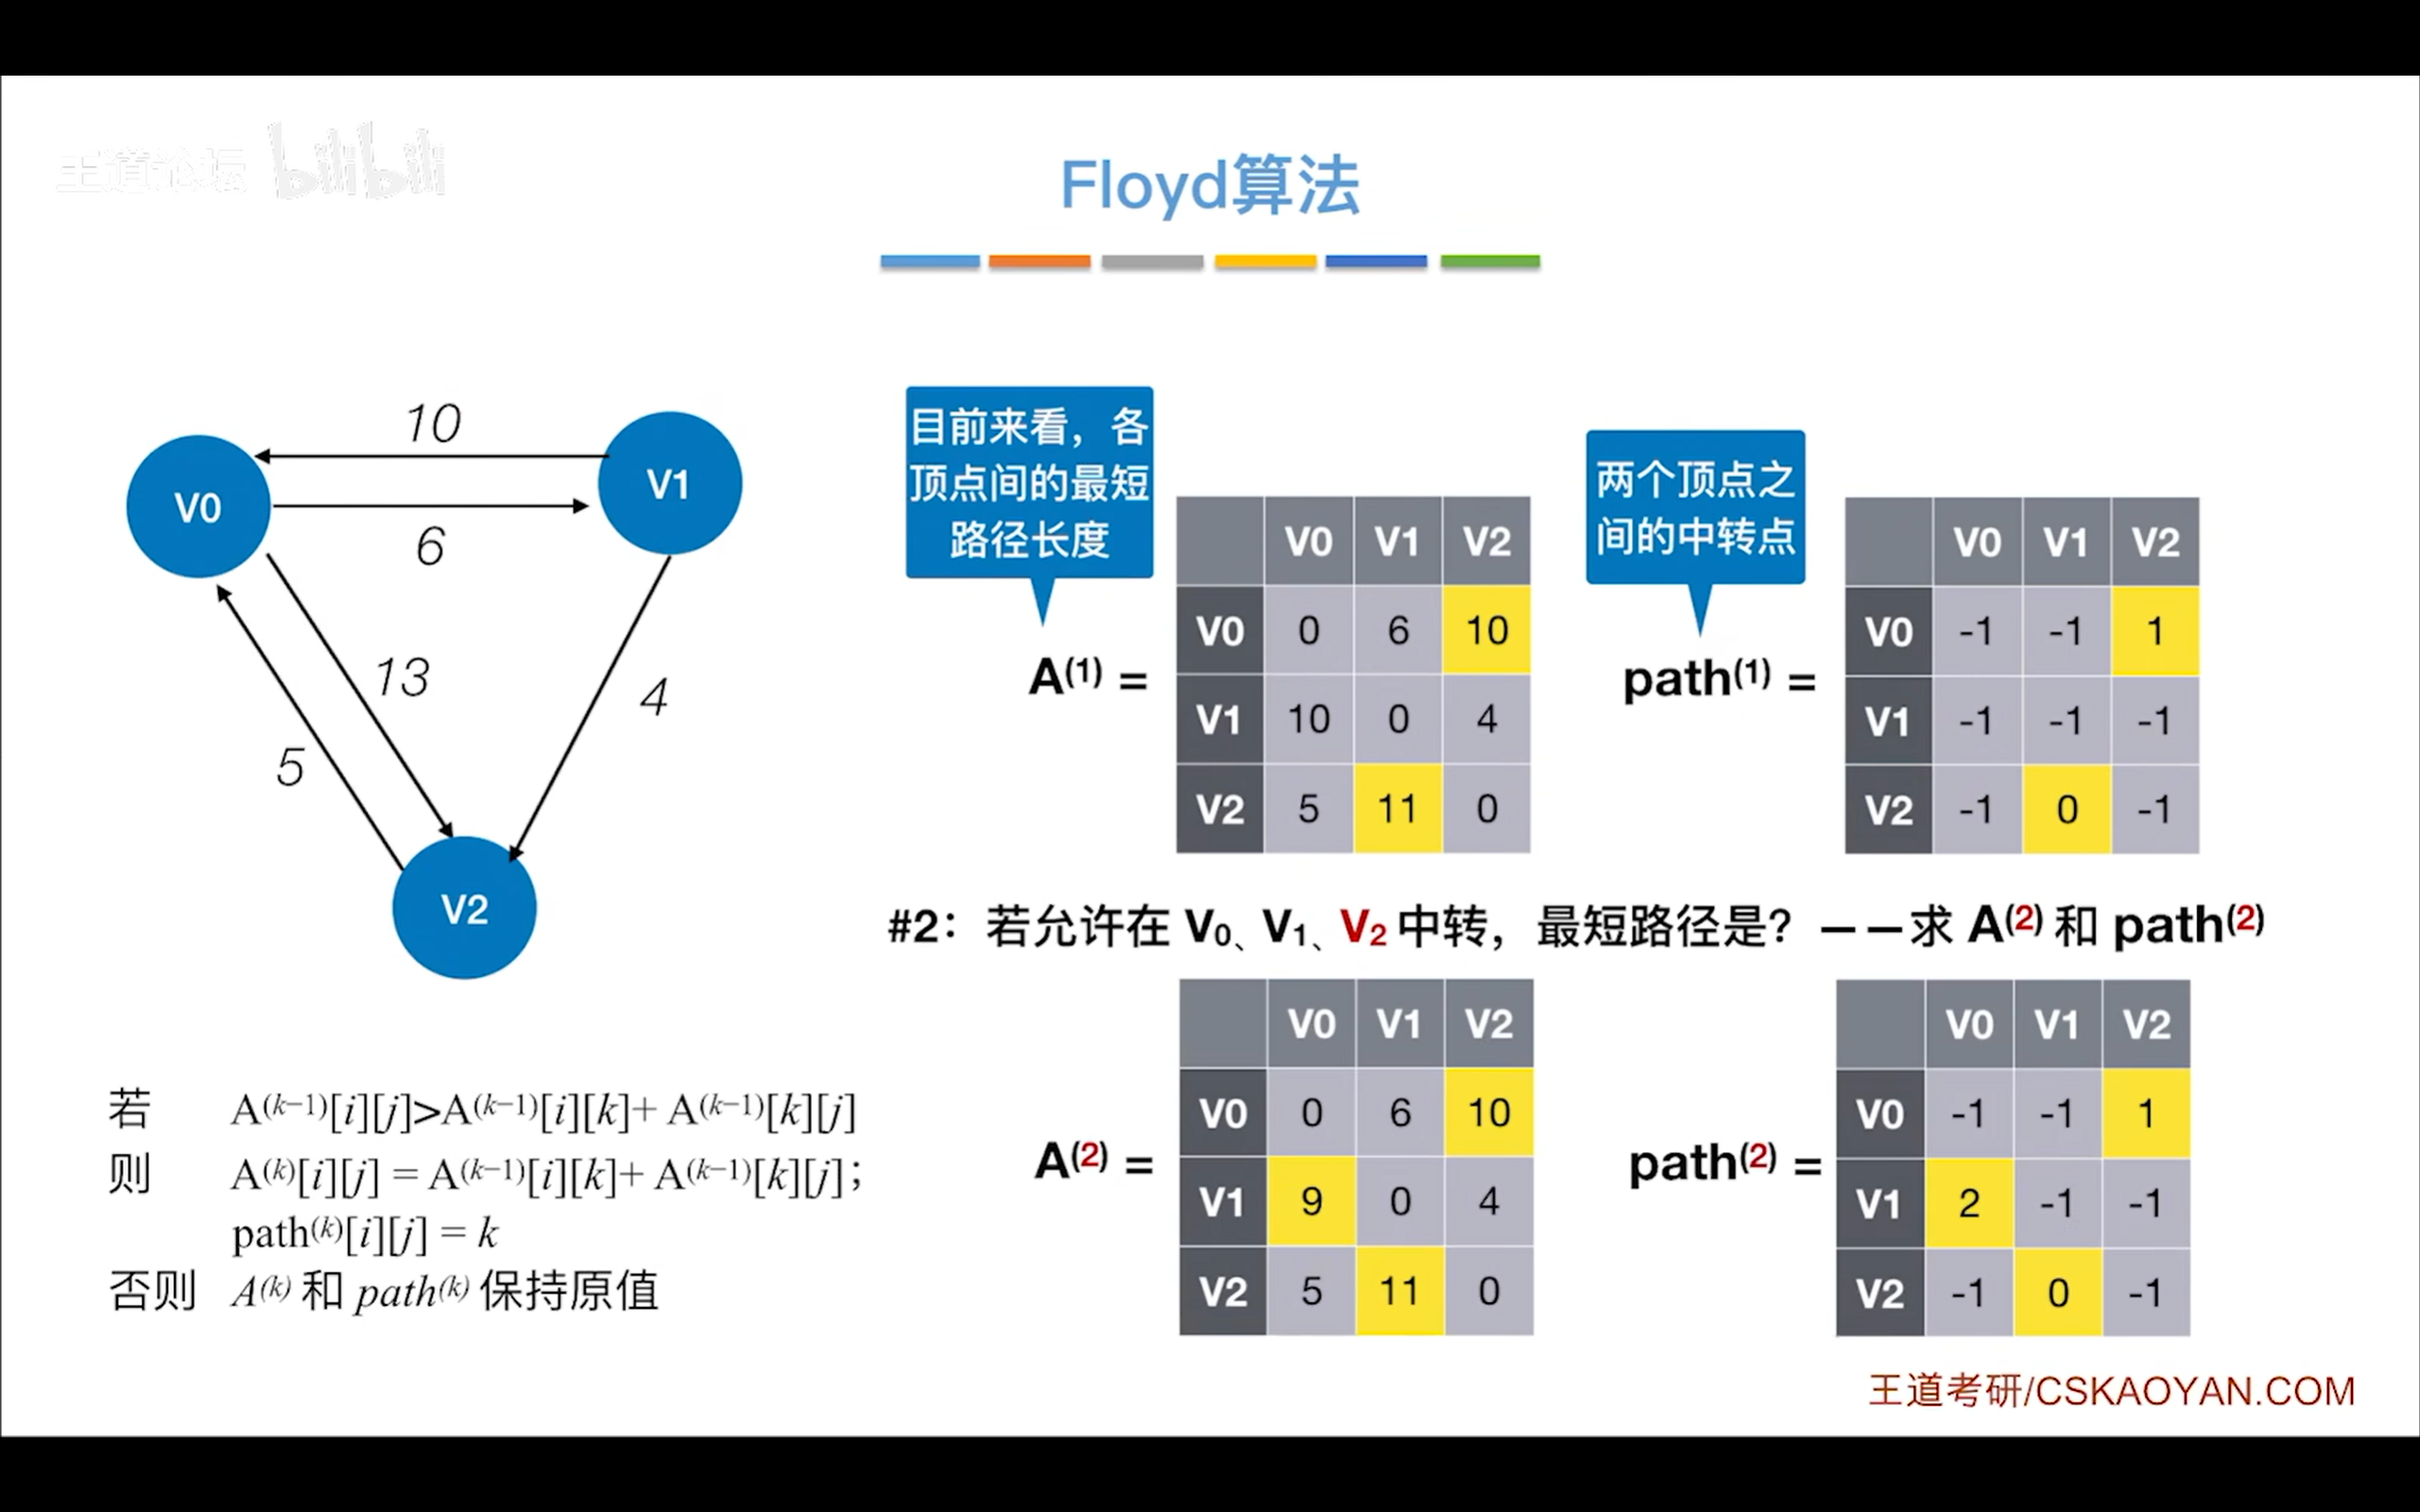 王道论坛 bilibili
Floyd算法
10
V0
V1
6
13
4
5
V2
目前来看，各
顶点间的最短
路径长度
A(1) =
V0 V1 V2
V0 0 6 10
V1 10 0 4
V2 5 11 0
两个顶点之
间的中转点
path(1) =
V0 V1 V2
V0 -1 -1 1
V1 -1 -1 -1
V2 -1 0 -1
#2：若允许在 V0、V1、V2 中转，最短路径是？——求 A(2) 和 path(2)
若 A(k−1)[i][j]>A(k−1)[i][k]+ A(k−1)[k][j]
则 A(k)[i][j] = A(k−1)[i][k]+ A(k−1)[k][j];
path(k)[i][j] = k
否则 A(k) 和 path(k) 保持原值
A(2) =
V0 V1 V2
V0 0 6 10
V1 9 0 4
V2 5 11 0
path(2) =
V0 V1 V2
V0 -1 -1 1
V1 2 -1 -1
V2 -1 0 -1
王道考研/CSKAOYAN.COM